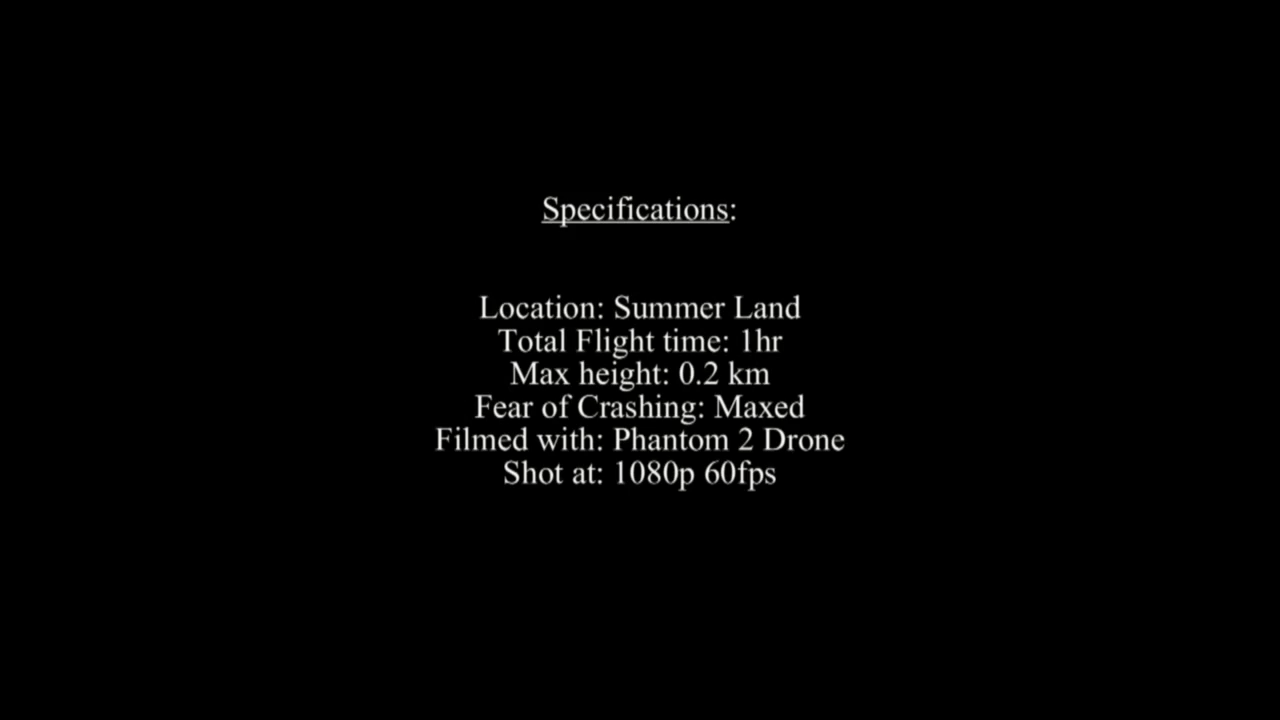 Specifications:
Location: Summer Land
Total Flight time: 1hr
Max height: 0.2 km
Fear of Crashing: Maxed
Filmed with: Phantom 2 Drone
Shot at: 1080p 60fps